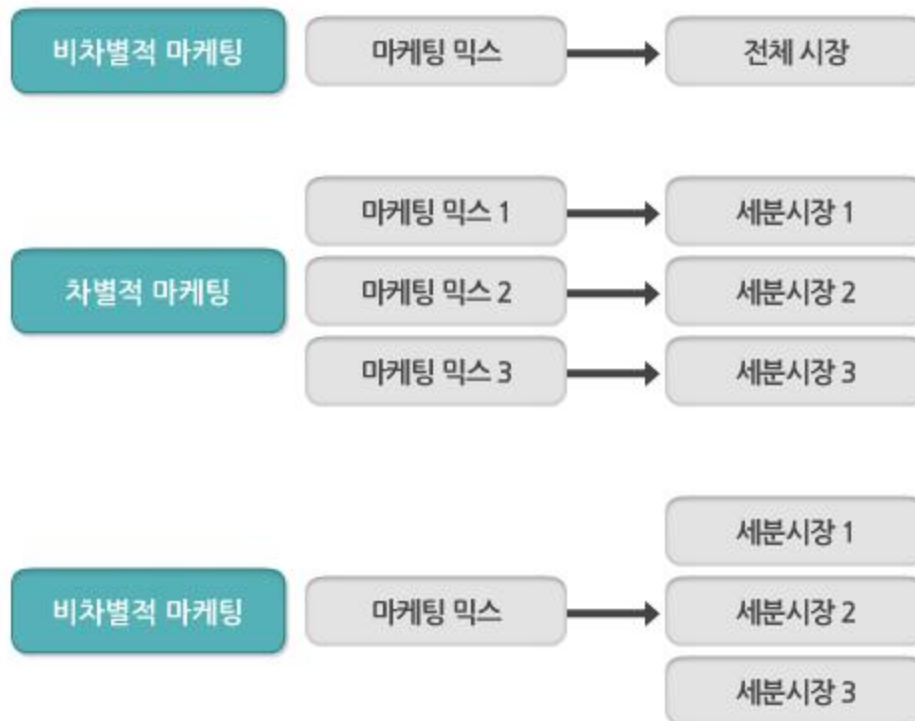 비차별적 마케팅 마케팅 믹스 전체 시장
마케팅 믹스 1 세분시장 1
차별적 마케팅 마케팅 믹스 2 세분시장 2
마케팅 믹스 3 세분시장 3
세분시장 1
비차별적 마케팅 마케팅 믹스 세분시장 2
세분시장 3